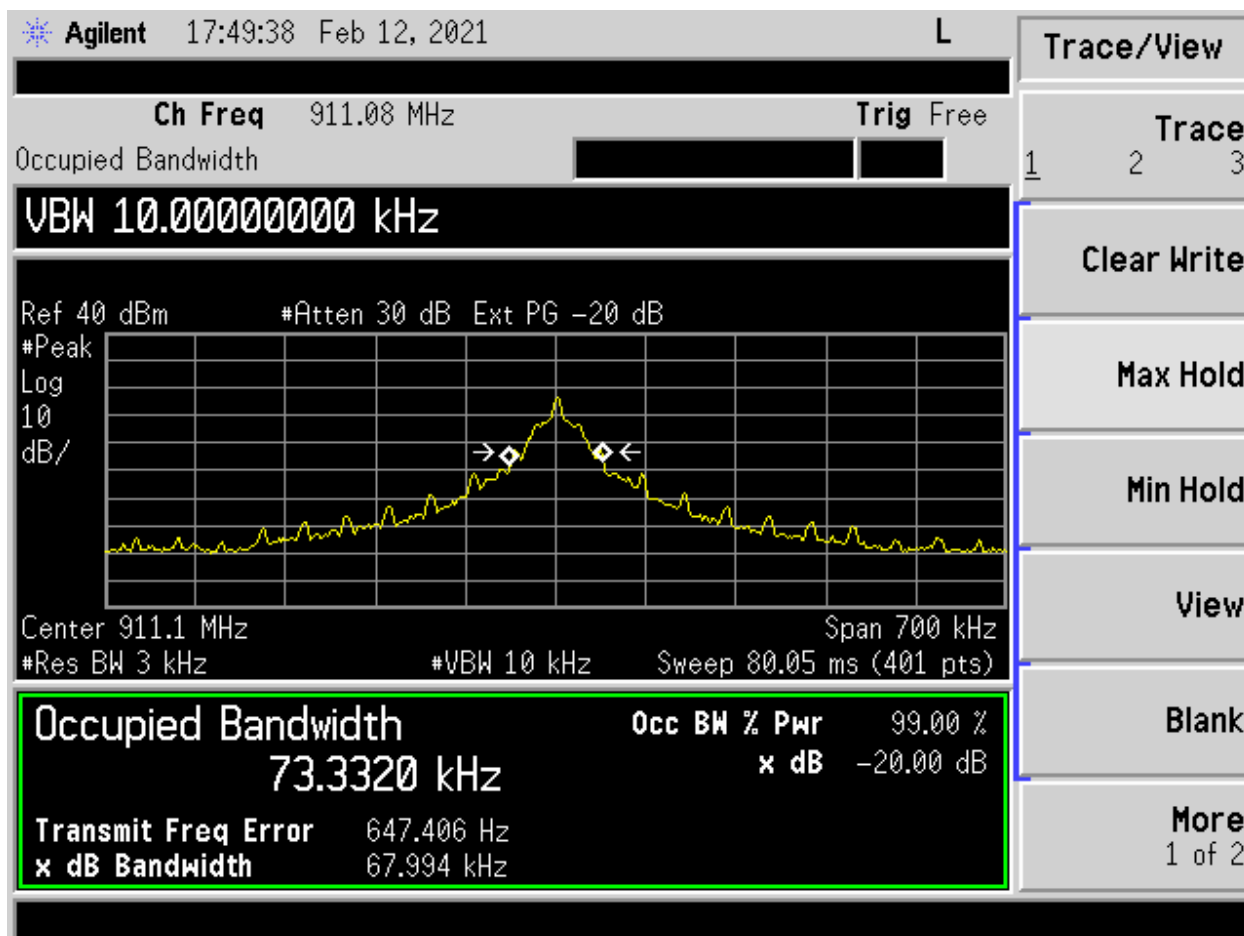 Agilent 17:49:38 Feb 12, 2021 L
Ch Freq 911.08 MHz Trig Free
Occupied Bandwidth
VBW 10.00000000 kHz
Ref 40 dBm #Atten 30 dB Ext PG -20 dB
#Peak
Log
10
dB/
Center 911.1 MHz Span 700 kHz
#Res BW 3 kHz #VBW 10 kHz Sweep 80.05 ms (401 pts)
Occupied Bandwidth Occ BW % Pwr 99.00 %
73.3320 kHz x dB -20.00 dB
Transmit Freq Error 647.406 Hz
x dB Bandwidth 67.994 kHz
Trace/View
Trace
1 2 3
Clear Write
Max Hold
Min Hold
View
Blank
More
1 of 2